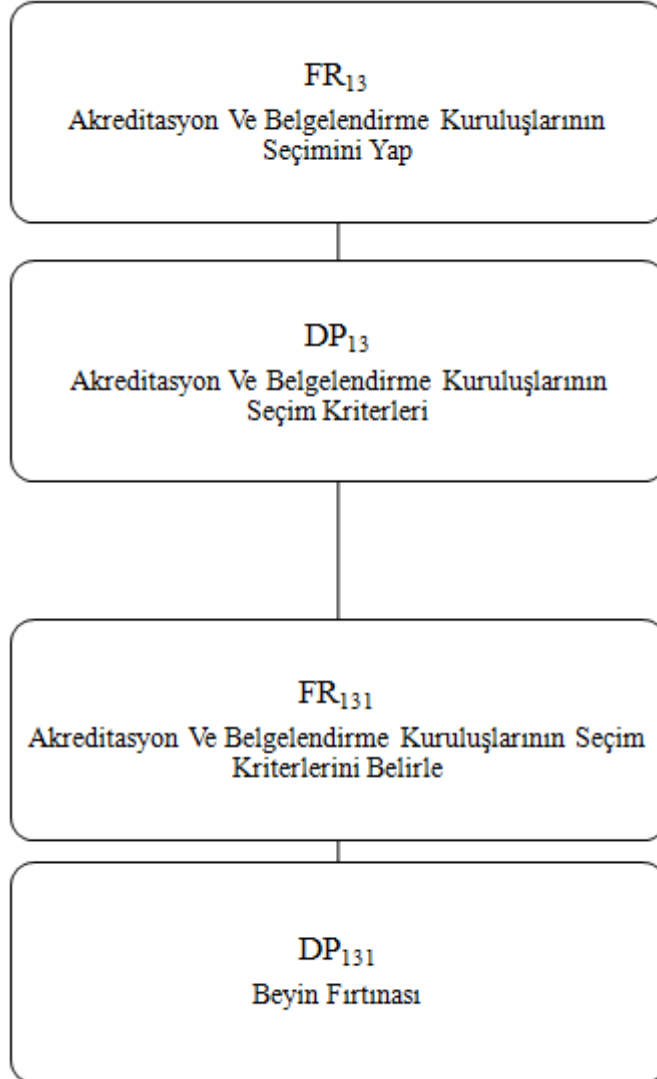 FR₁₃
Akreditasyon Ve Belgelendirme Kuruluşlarının
Seçimini Yap
DP₁₃
Akreditasyon Ve Belgelendirme Kuruluşlarının
Seçim Kriterleri
FR₁₃₁
Akreditasyon Ve Belgelendirme Kuruluşlarının Seçim
Kriterlerini Belirle
DP₁₃₁
Beyin Fırtınası